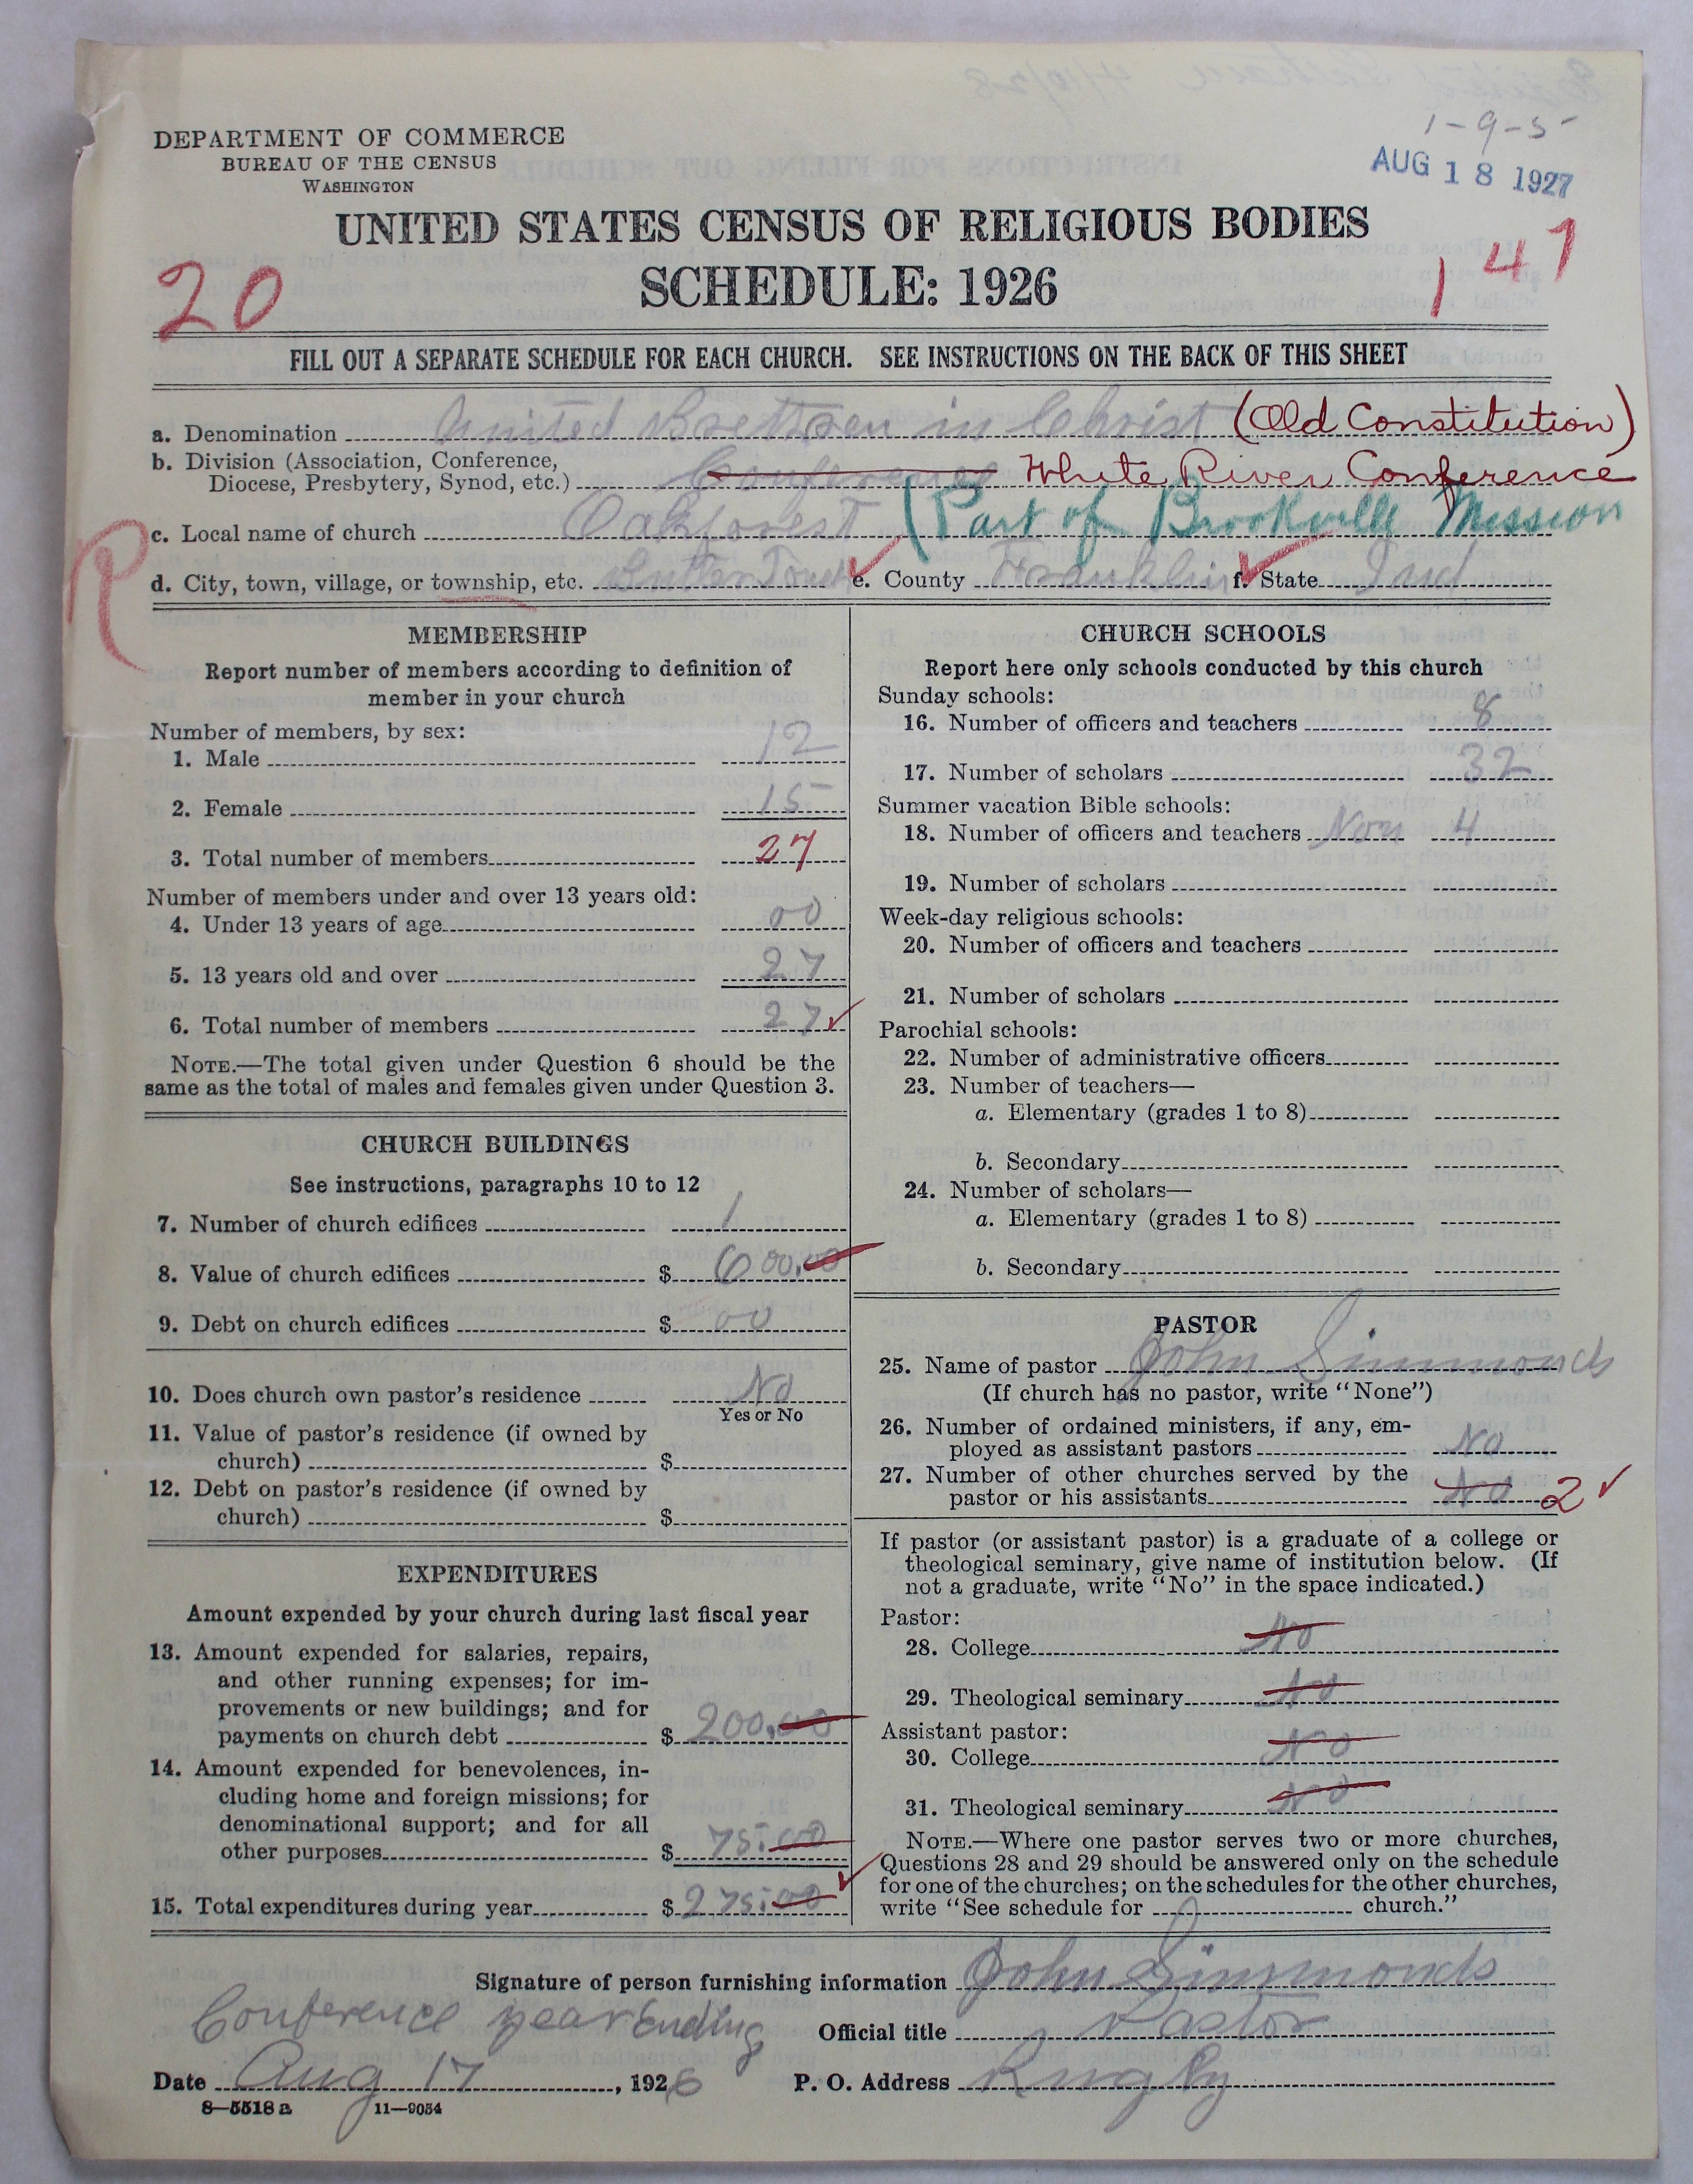 1-9-5
AUG 18 1927
DEPARTMENT OF COMMERCE
BUREAU OF THE CENSUS
WASHINGTON
UNITED STATES CENSUS OF RELIGIOUS BODIES
SCHEDULE: 1926
20
147
FILL OUT A SEPARATE SCHEDULE FOR EACH CHURCH. SEE INSTRUCTIONS ON THE BACK OF THIS SHEET
a. Denomination United Brethren in Christ (Old Constitution)
b. Division (Association, Conference,
Diocese, Presbytery, Synod, etc.) Conference White River Conference
c. Local name of church Oakforest (Part of Brookville Mission
R
d. City, town, village, or township, etc. e. County Franklin f. State Ind
MEMBERSHIP
Report number of members according to definition of
member in your church
Number of members, by sex:
1. Male 12
2. Female 15
3. Total number of members 27
Number of members under and over 13 years old:
4. Under 13 years of age 00
5. 13 years old and over 27
6. Total number of members 27
NOTE.—The total given under Question 6 should be the
same as the total of males and females given under Question 3.
CHURCH BUILDINGS
See instructions, paragraphs 10 to 12
7. Number of church edifices 1
8. Value of church edifices $ 600.00
9. Debt on church edifices $ 00
10. Does church own pastor's residence No
Yes or No
11. Value of pastor's residence (if owned by
church) $
12. Debt on pastor's residence (if owned by
church) $
EXPENDITURES
Amount expended by your church during last fiscal year
13. Amount expended for salaries, repairs,
and other running expenses; for im-
provements or new buildings; and for
payments on church debt $ 200.00
14. Amount expended for benevolences, in-
cluding home and foreign missions; for
denominational support; and for all
other purposes $ 75.00
15. Total expenditures during year $ 275.00
CHURCH SCHOOLS
Report here only schools conducted by this church
Sunday schools:
16. Number of officers and teachers 8
17. Number of scholars 32
Summer vacation Bible schools:
18. Number of officers and teachers 4
19. Number of scholars
Week-day religious schools:
20. Number of officers and teachers
21. Number of scholars
Parochial schools:
22. Number of administrative officers
23. Number of teachers—
a. Elementary (grades 1 to 8)
b. Secondary
24. Number of scholars—
a. Elementary (grades 1 to 8)
b. Secondary
PASTOR
25. Name of pastor John Simmonds
(If church has no pastor, write "None")
26. Number of ordained ministers, if any, em-
ployed as assistant pastors No
27. Number of other churches served by the
pastor or his assistants No 2
If pastor (or assistant pastor) is a graduate of a college or
theological seminary, give name of institution below. (If
not a graduate, write "No" in the space indicated.)
Pastor:
28. College No
29. Theological seminary No
Assistant pastor:
30. College No
31. Theological seminary No
NOTE.—Where one pastor serves two or more churches,
Questions 28 and 29 should be answered only on the schedule
for one of the churches; on the schedules for the other churches,
write "See schedule for church."
Signature of person furnishing information John Simmonds
Conference year Ending
Official title Pastor
Date Aug 17, 1926
P. O. Address Rugby
8—5518 a 11—9054